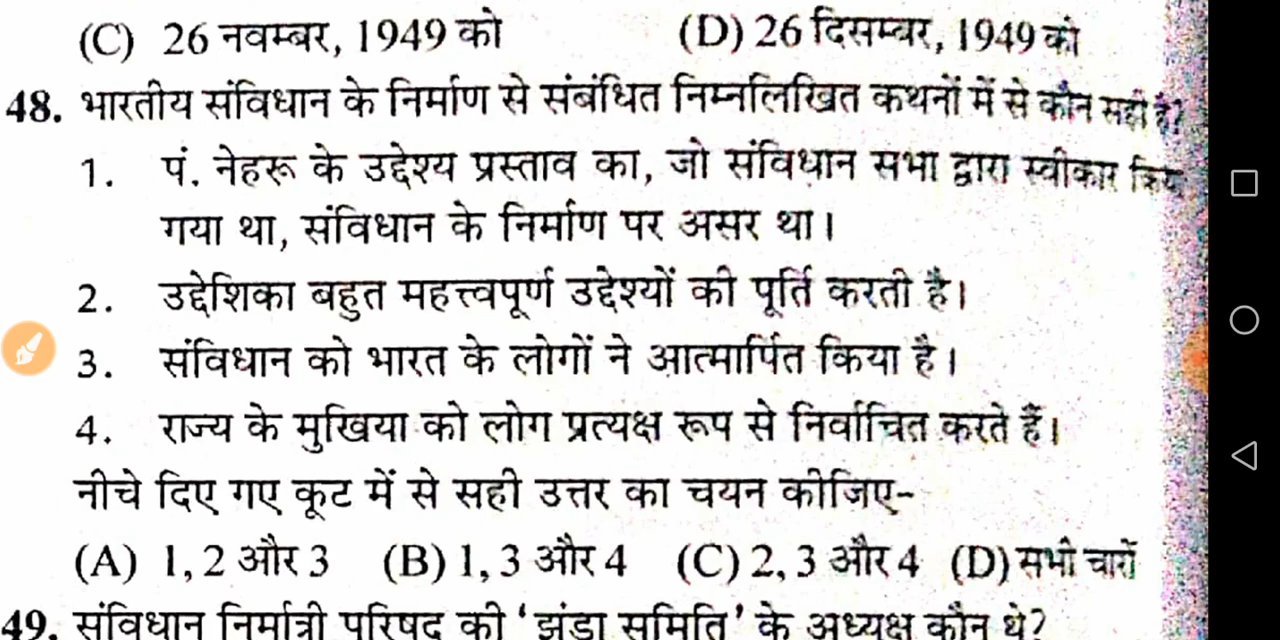 (C) 26 नवम्बर, 1949 को (D) 26 दिसम्बर, 1949 को
48. भारतीय संविधान के निर्माण से संबंधित निम्नलिखित कथनों में से कौन सही है?
1. पं. नेहरू के उद्देश्य प्रस्ताव का, जो संविधान सभा द्वारा स्वीकार
गया था, संविधान के निर्माण पर असर था।
2. उद्देशिका बहुत महत्त्वपूर्ण उद्देश्यों की पूर्ति करती है।
3. संविधान को भारत के लोगों ने आत्मार्पित किया है।
4. राज्य के मुखिया को लोग प्रत्यक्ष रूप से निर्वाचित करते हैं।
नीचे दिए गए कूट में से सही उत्तर का चयन कीजिए-
(A) 1, 2 और 3 (B) 1, 3 और 4 (C) 2, 3 और 4 (D) सभी चारों
49. संविधान निर्मात्री परिषद की ‘झंडा समिति’ के अध्यक्ष कौन थे?